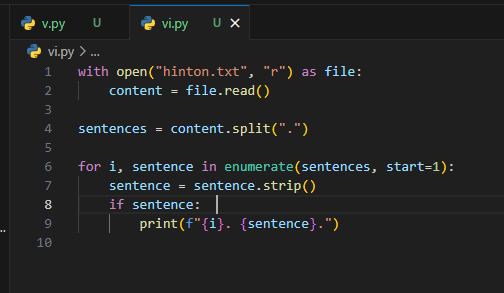 v.py U
vi.py U ×
vi.py > ...
1 with open("hinton.txt", "r") as file:
2     content = file.read()
3
4 sentences = content.split(".")
5
6 for i, sentence in enumerate(sentences, start=1):
7     sentence = sentence.strip()
8     if sentence:
9         print(f"{i}. {sentence}.")
10